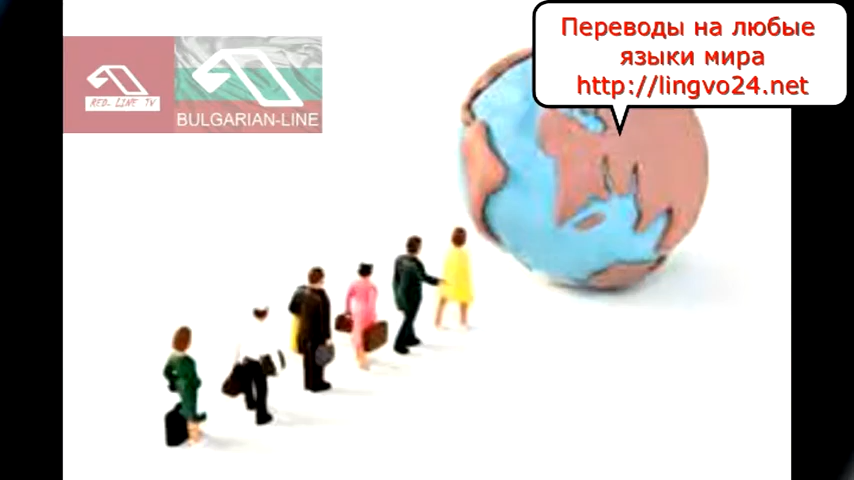 Переводы на любые
языки мира
http://lingvo24.net
RED LINE TV
BULGARIAN-LINE